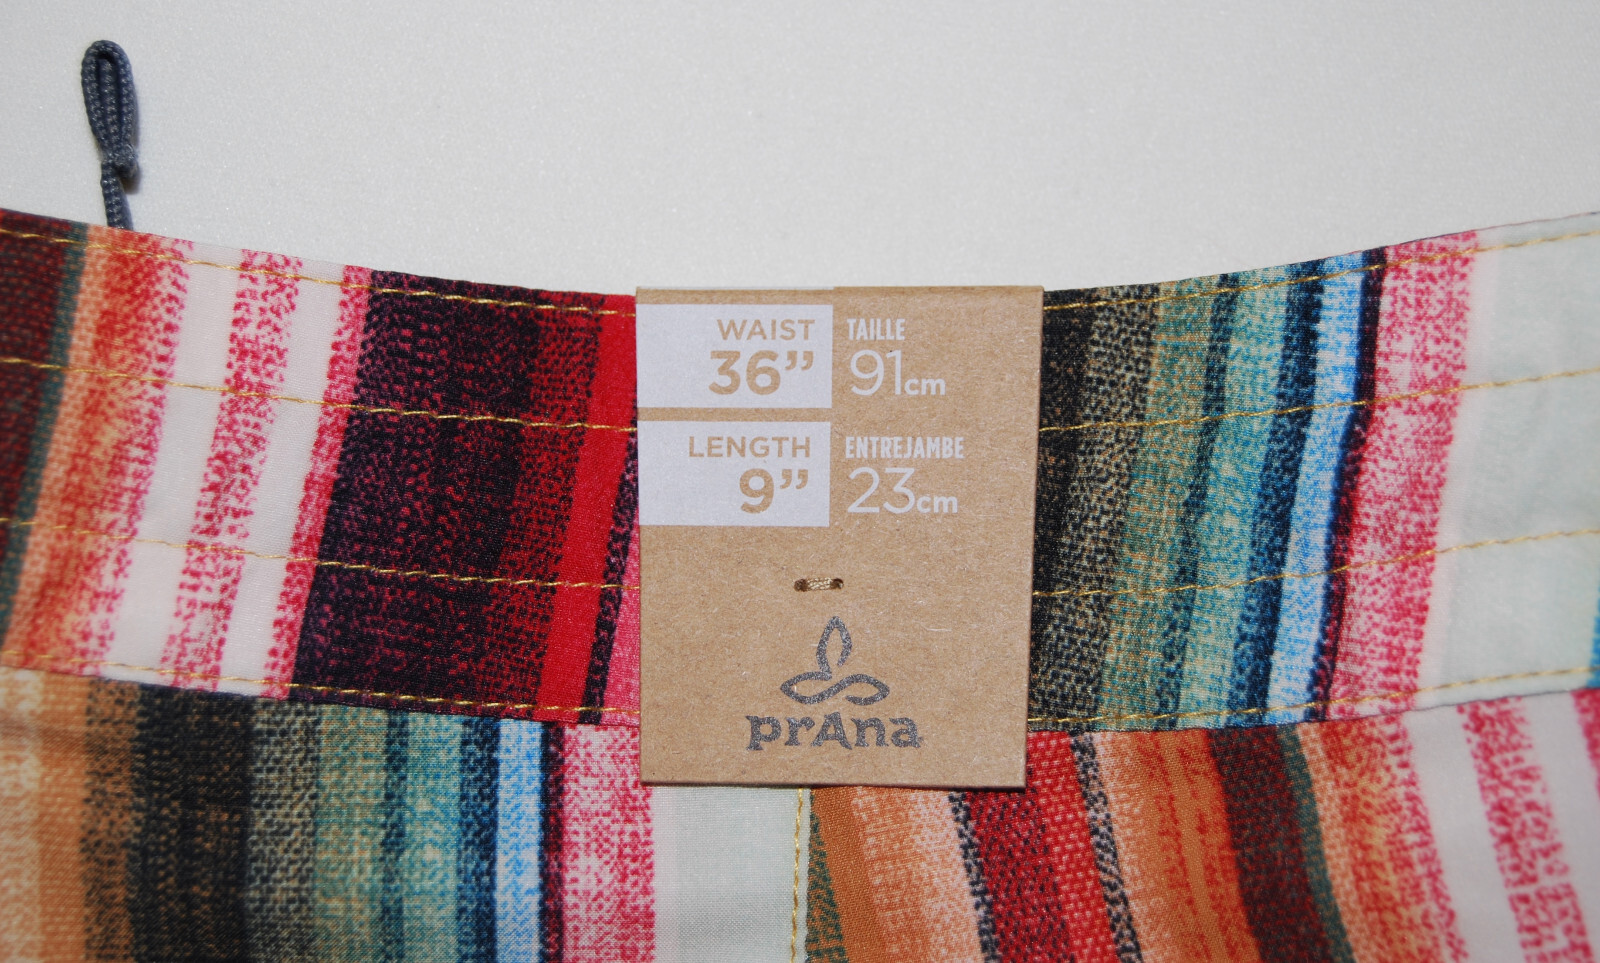 WAIST
36”
TAILLE
91cm
LENGTH
9”
ENTREJAMBE
23cm
prAna